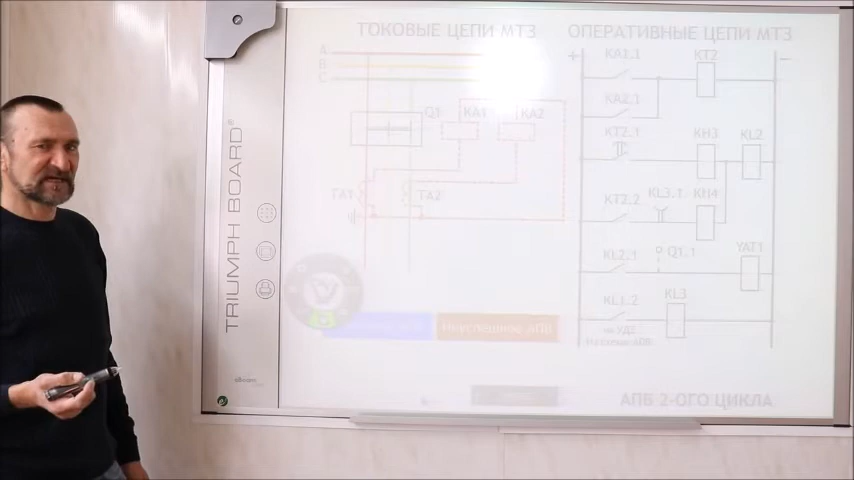 ТОКОВЫЕ ЦЕПИ МТЗ
ОПЕРАТИВНЫЕ ЦЕПИ МТЗ
A
B
C
Q1
KA1
KA2
TA1
TA2
+
−
KA1.1
KT2
KA2.1
KT2.1
KH3
KL2
KT2.2
KL3.1
KH4
KL2.1
Q1.1
YAT1
KL1.2
KL3
АПВ 2-ОГО ЦИКЛА
TRIUMPH BOARD®